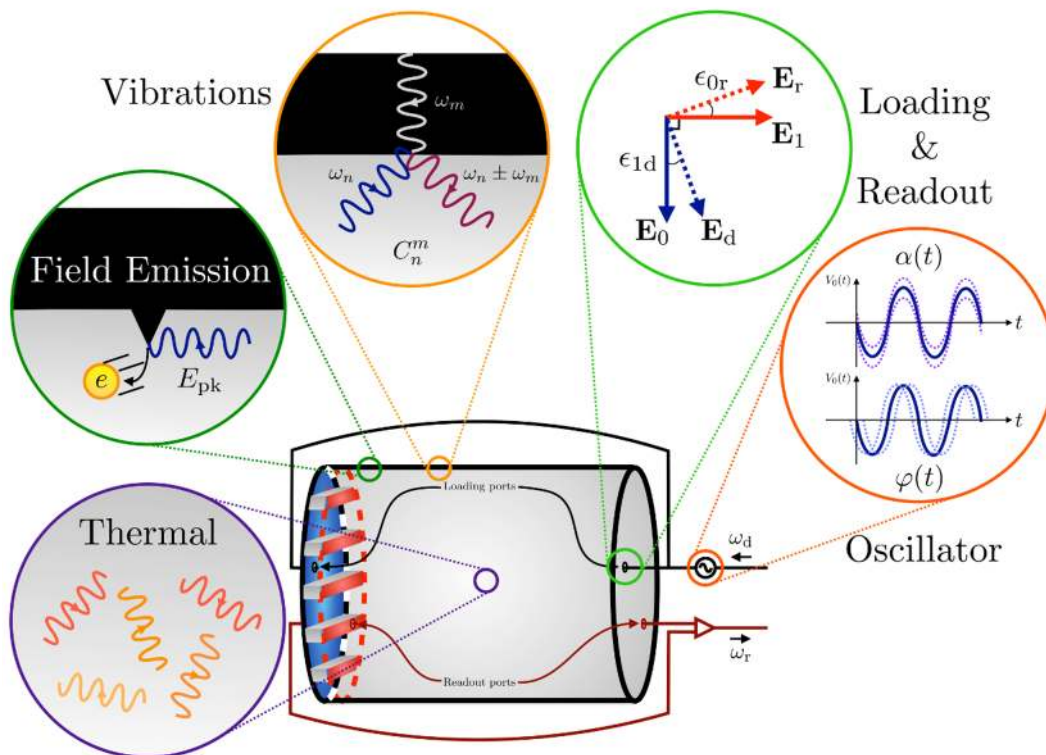 Vibrations
ω_m
ω_n
ω_n ± ω_m
C_n^m
ϵ_0r
E_r
E_1
ϵ_1d
E_0
E_d
Loading
&
Readout
Field Emission
e
E_pk
α(t)
V_0(t)
t
V_0(t)
t
φ(t)
Oscillator
Thermal
Loading ports
ω_d
Readout ports
ω_r